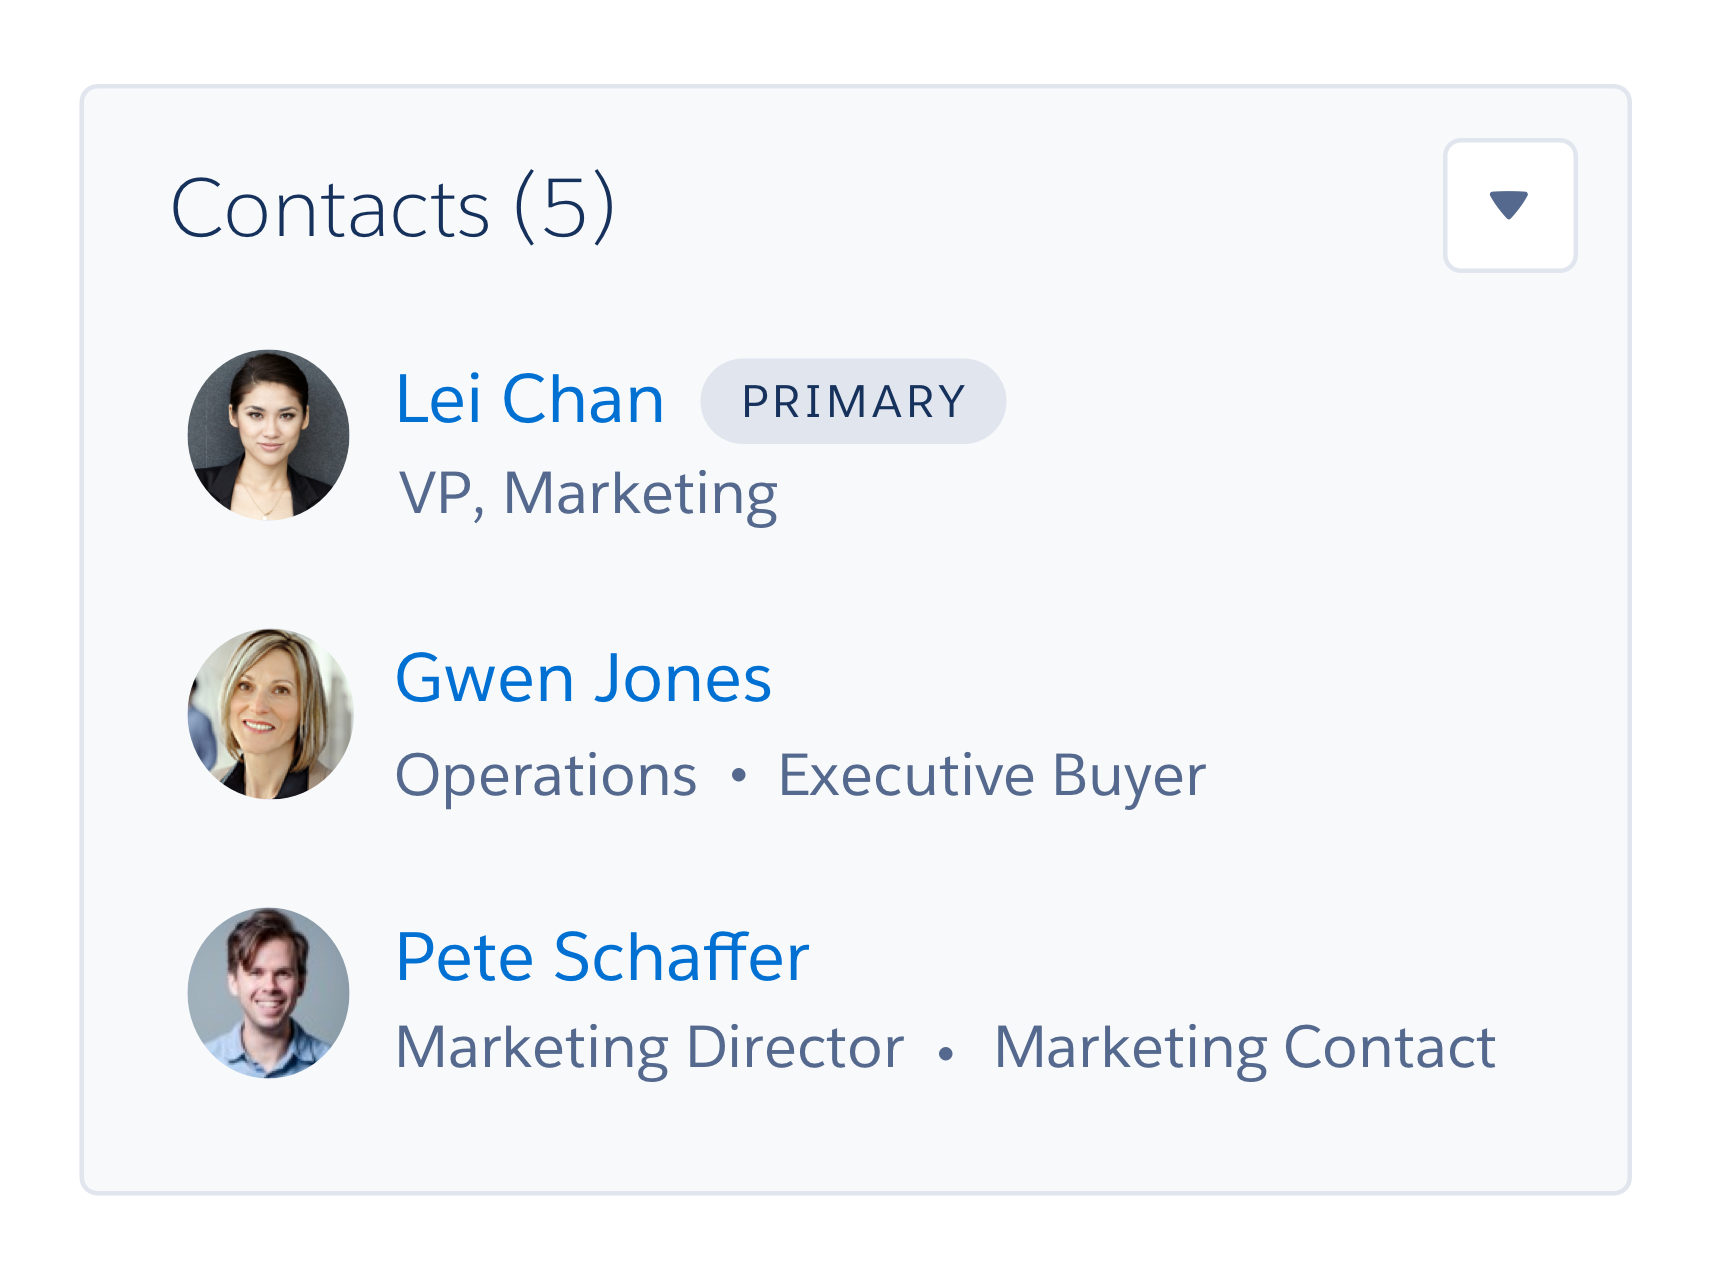 Contacts (5)
Lei Chan PRIMARY
VP, Marketing
Gwen Jones
Operations • Executive Buyer
Pete Schaffer
Marketing Director • Marketing Contact